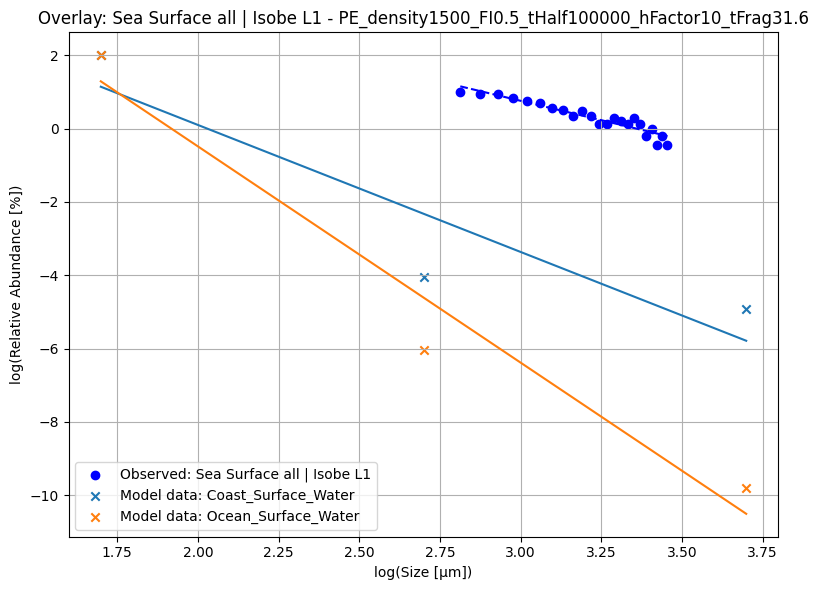 Overlay: Sea Surface all | Isobe L1 - PE_density1500_FI0.5_tHalf100000_hFactor10_tFrag31.6
log(Relative Abundance [%])
2
0
−2
−4
−6
−8
−10
Observed: Sea Surface all | Isobe L1
Model data: Coast_Surface_Water
Model data: Ocean_Surface_Water
1.75
2.00
2.25
2.50
2.75
3.00
3.25
3.50
3.75
log(Size [µm])